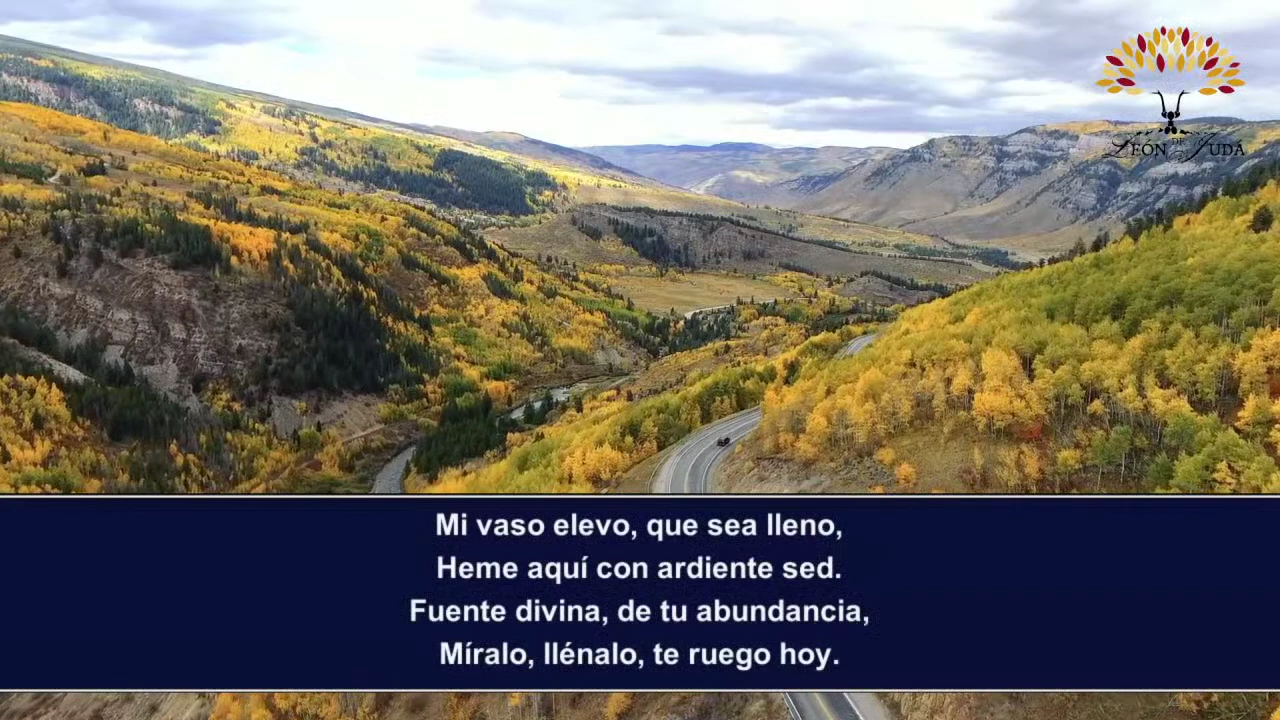 LEÓN DE JUDÁ
Mi vaso elevo, que sea lleno,
Heme aquí con ardiente sed.
Fuente divina, de tu abundancia,
Míralo, llénalo, te ruego hoy.